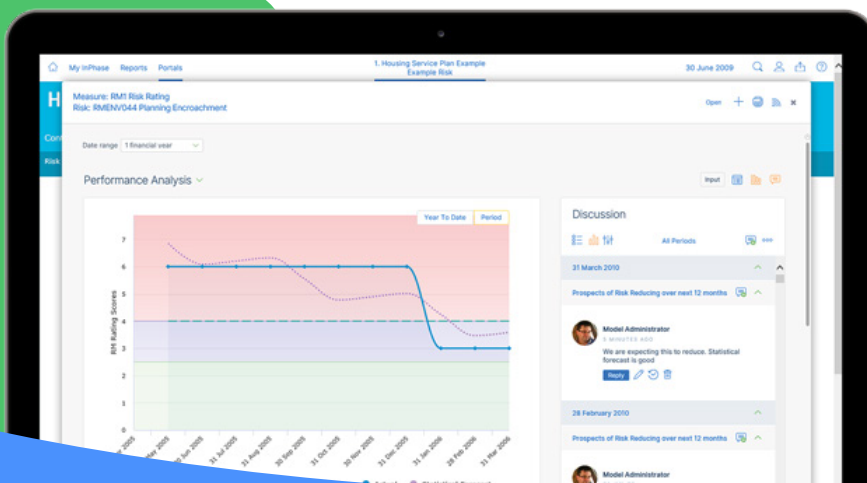 My InPhase Reports Portals
1. Housing Service Plan Example
Example Risk
30 June 2009
H
Measure: RM1 Risk Rating
Risk: RMENV044 Planning Encroachment
Open
Con
Risk
Date range 1 financial year
Performance Analysis
Input
Year To Date Period
7
6
5
4
3
2
1
0
RM Rating Scores
May 2005
Jun 2005
31 Jul 2005
31 Aug 2005
30 Sep 2005
31 Oct 2005
30 Nov 2005
31 Dec 2005
31 Jan 2006
28 Feb 2006
31 Mar 2006
Discussion
All Periods
31 March 2010
Prospects of Risk Reducing over next 12 months
Model Administrator
5 MINUTES AGO
We are expecting this to reduce. Statistical
forecast is good
Reply
28 February 2010
Prospects of Risk Reducing over next 12 months
Model Administrator